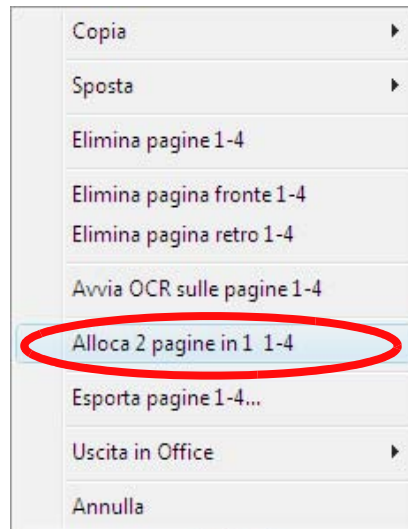 Copia
Sposta
Elimina pagine 1-4
Elimina pagina fronte 1-4
Elimina pagina retro 1-4
Avvia OCR sulle pagine 1-4
Alloca 2 pagine in 1 1-4
Esporta pagine 1-4...
Uscita in Office
Annulla